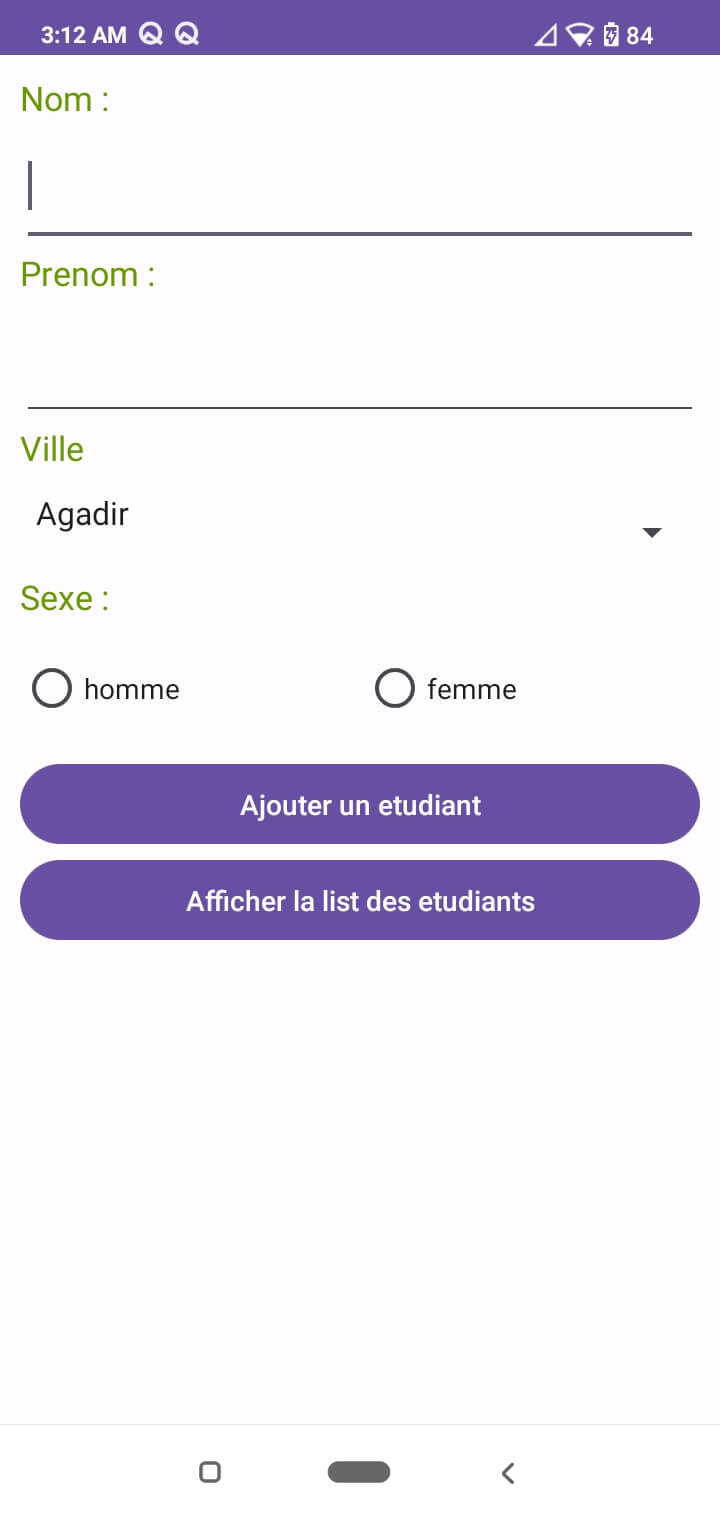 3:12 AM 84
Nom :
Prenom :
Ville
Agadir
Sexe :
homme femme
Ajouter un etudiant
Afficher la list des etudiants